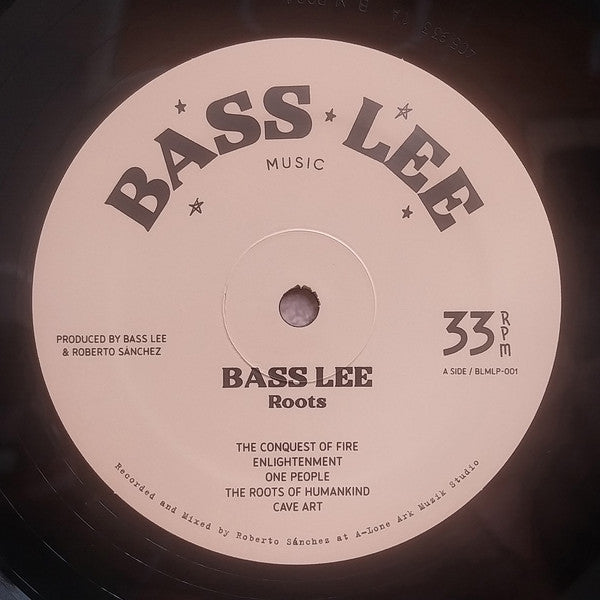 BASS LEE
MUSIC
PRODUCED BY BASS LEE
& ROBERTO SÁNCHEZ
33 RPM
A SIDE / BLMLP-001
BASS LEE
Roots
THE CONQUEST OF FIRE
ENLIGHTENMENT
ONE PEOPLE
THE ROOTS OF HUMANKIND
CAVE ART
Recorded and Mixed by Roberto Sánchez at A-Lone Ark Muzik Studio